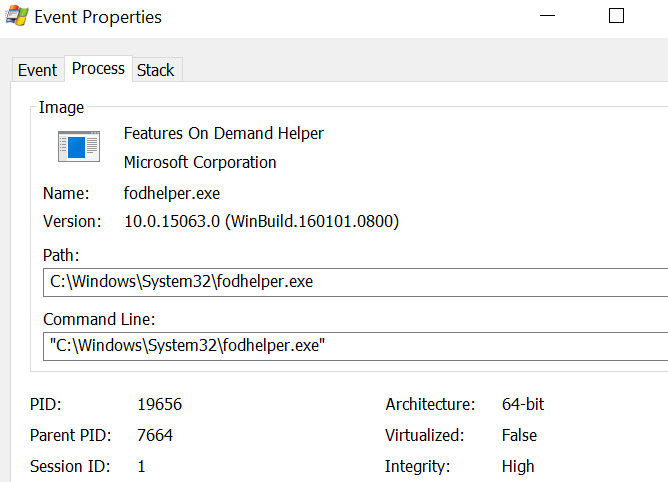 Event Properties
Event Process Stack
Image
Features On Demand Helper
Microsoft Corporation
Name: fodhelper.exe
Version: 10.0.15063.0 (WinBuild.160101.0800)
Path:
C:\Windows\System32\fodhelper.exe
Command Line:
"C:\Windows\System32\fodhelper.exe"
PID: 19656 Architecture: 64-bit
Parent PID: 7664 Virtualized: False
Session ID: 1 Integrity: High